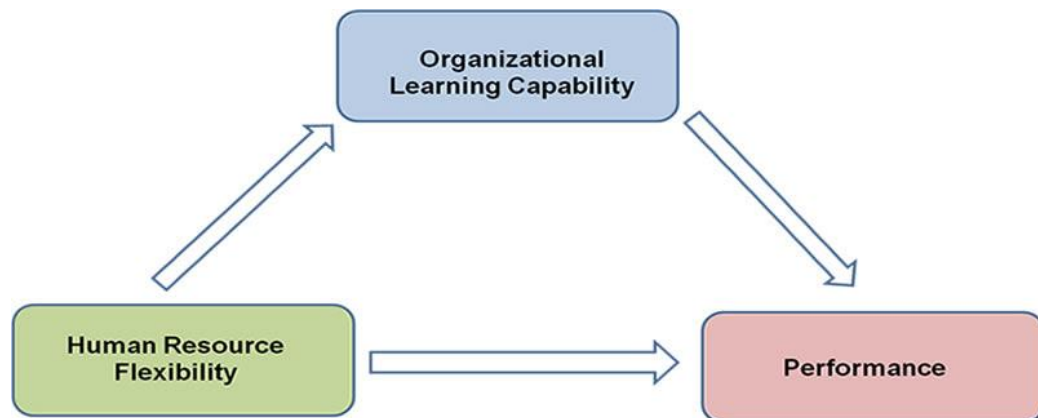 Organizational
Learning Capability
Human Resource
Flexibility
Performance